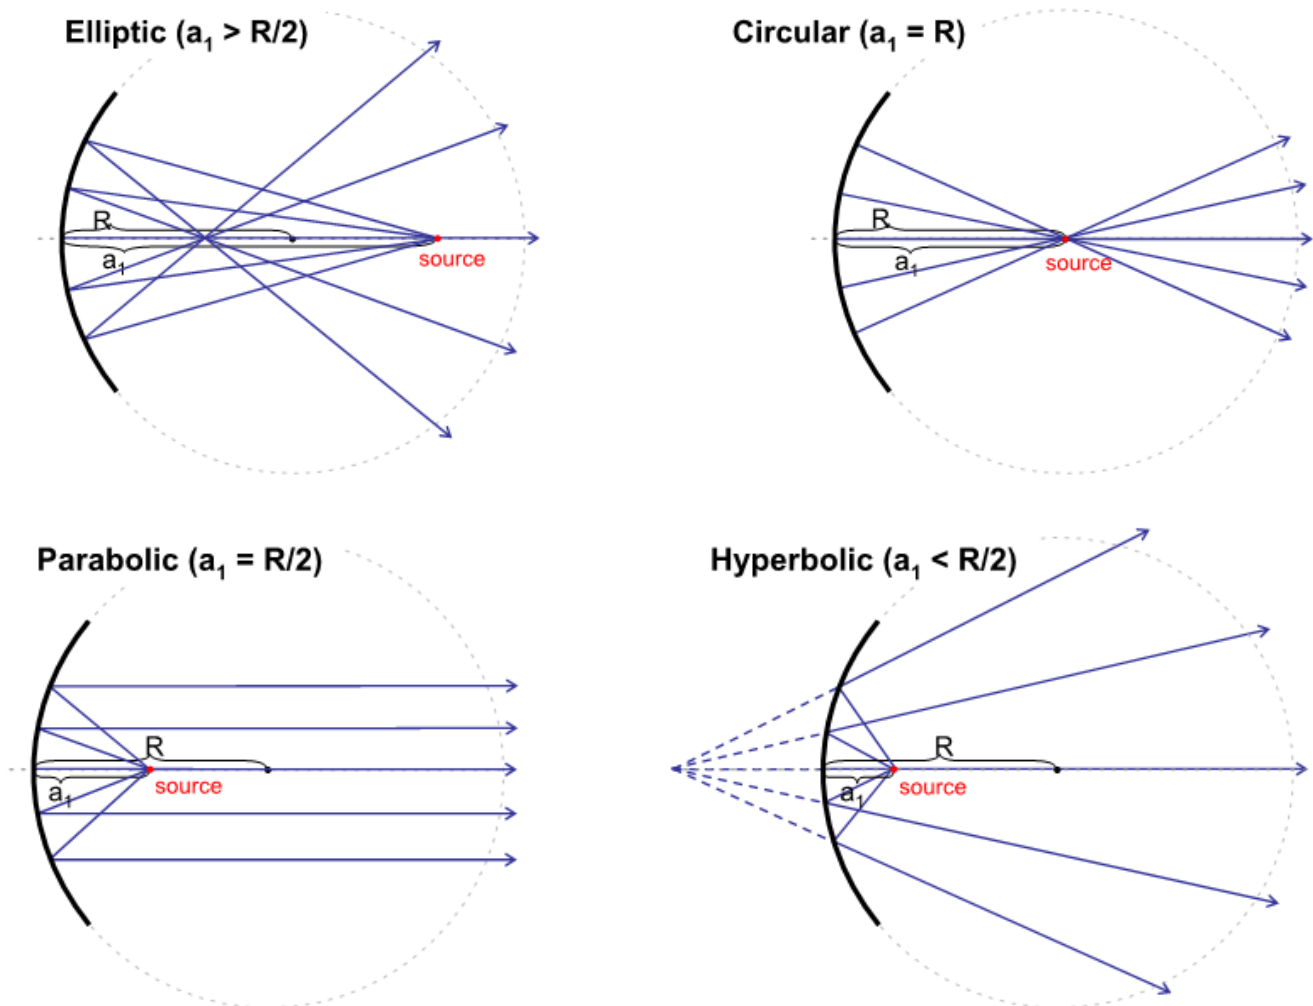 Elliptic (a₁ > R/2)
R
a₁
source
Circular (a₁ = R)
R
a₁
source
Parabolic (a₁ = R/2)
R
a₁
source
Hyperbolic (a₁ < R/2)
R
a₁
source